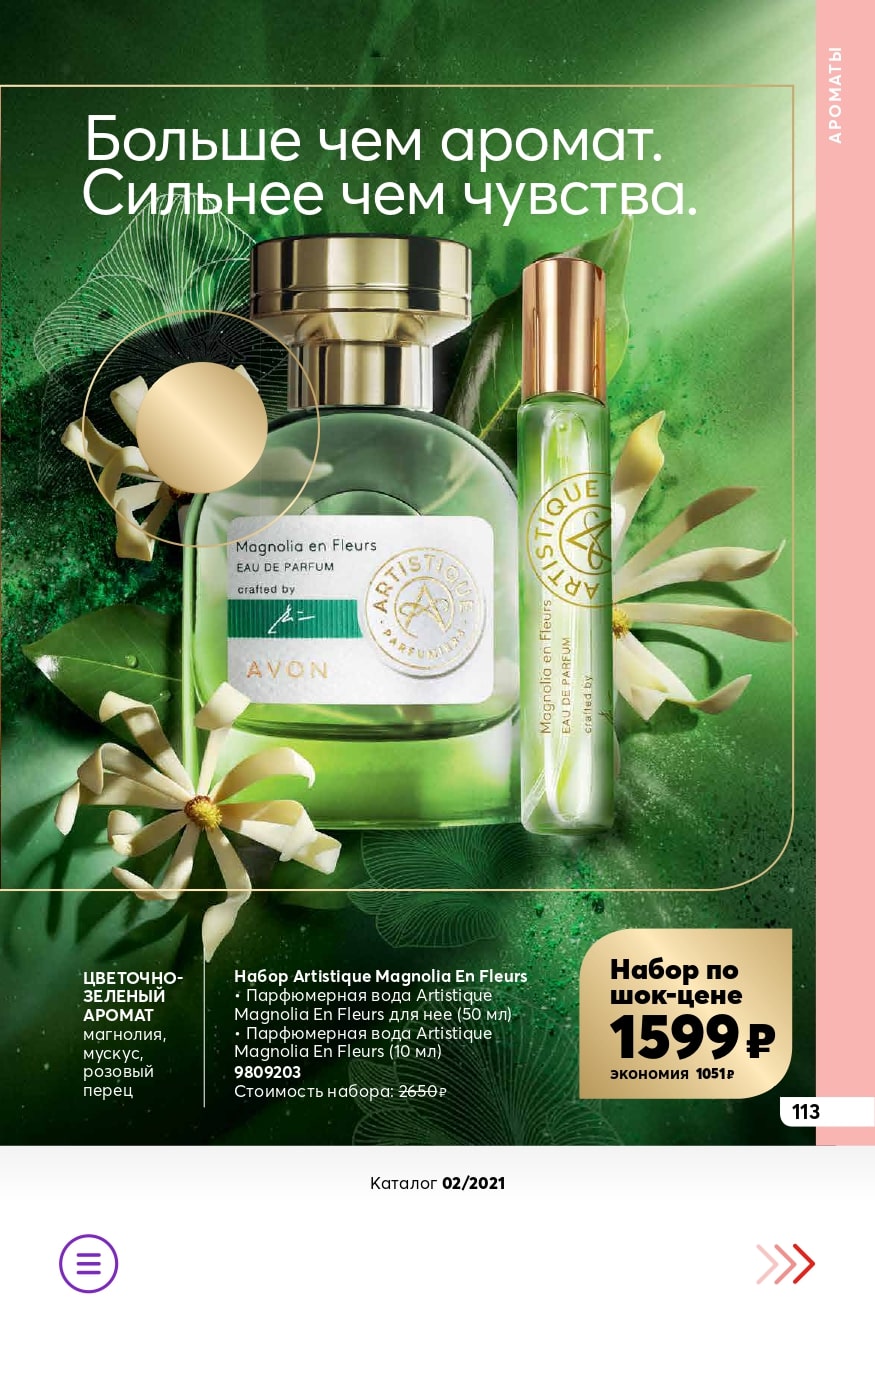 АРОМАТЫ
Больше чем аромат.
Сильнее чем чувства.
Magnolia en Fleurs
EAU DE PARFUM
crafted by
AVON
ARTISTIQUE
PARFUMIERS
ARTISTIQUE
Magnolia en Fleurs
EAU DE PARFUM
crafted by
ЦВЕТОЧНО-
ЗЕЛЕНЫЙ
АРОМАТ
магнолия,
мускус,
розовый
перец
Набор Artistique Magnolia En Fleurs
• Парфюмерная вода Artistique
Magnolia En Fleurs для нее (50 мл)
• Парфюмерная вода Artistique
Magnolia En Fleurs (10 мл)
9809203
Стоимость набора: 2650₽
Набор по
шок-цене
1599₽
экономия 1051₽
113
Каталог 02/2021